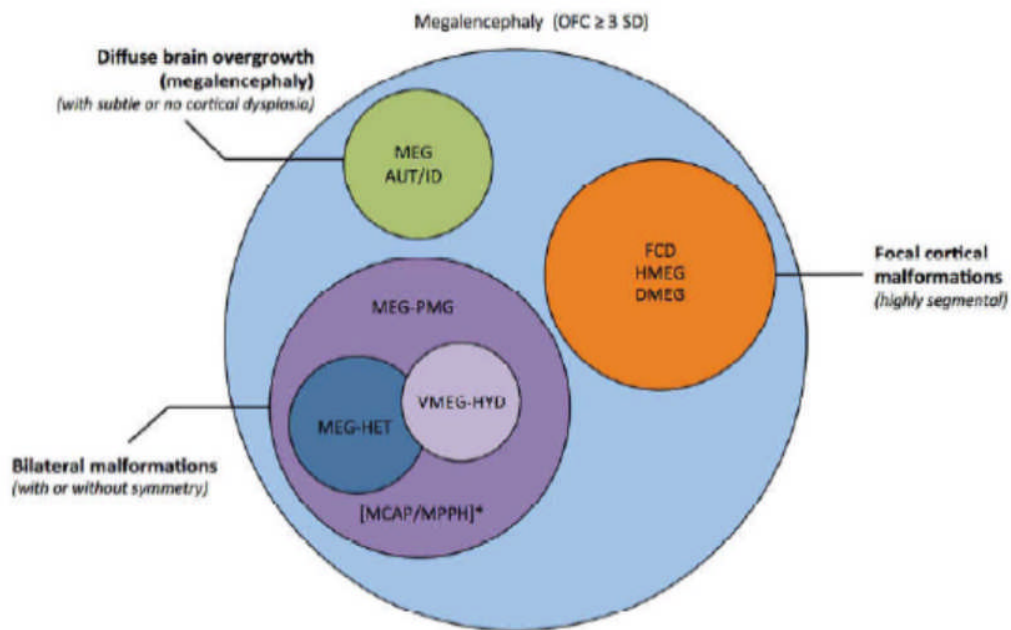 Megalencephaly (OFC ≥ 3 SD)
Diffuse brain overgrowth
(megalencephaly)
(with subtle or no cortical dysplasia)
MEG
AUT/ID
FCD
HMEG
DMEG
Focal cortical
malformations
(highly segmental)
MEG-PMG
MEG-HET
VMEG-HYD
[MCAP/MPPH]*
Bilateral malformations
(with or without symmetry)